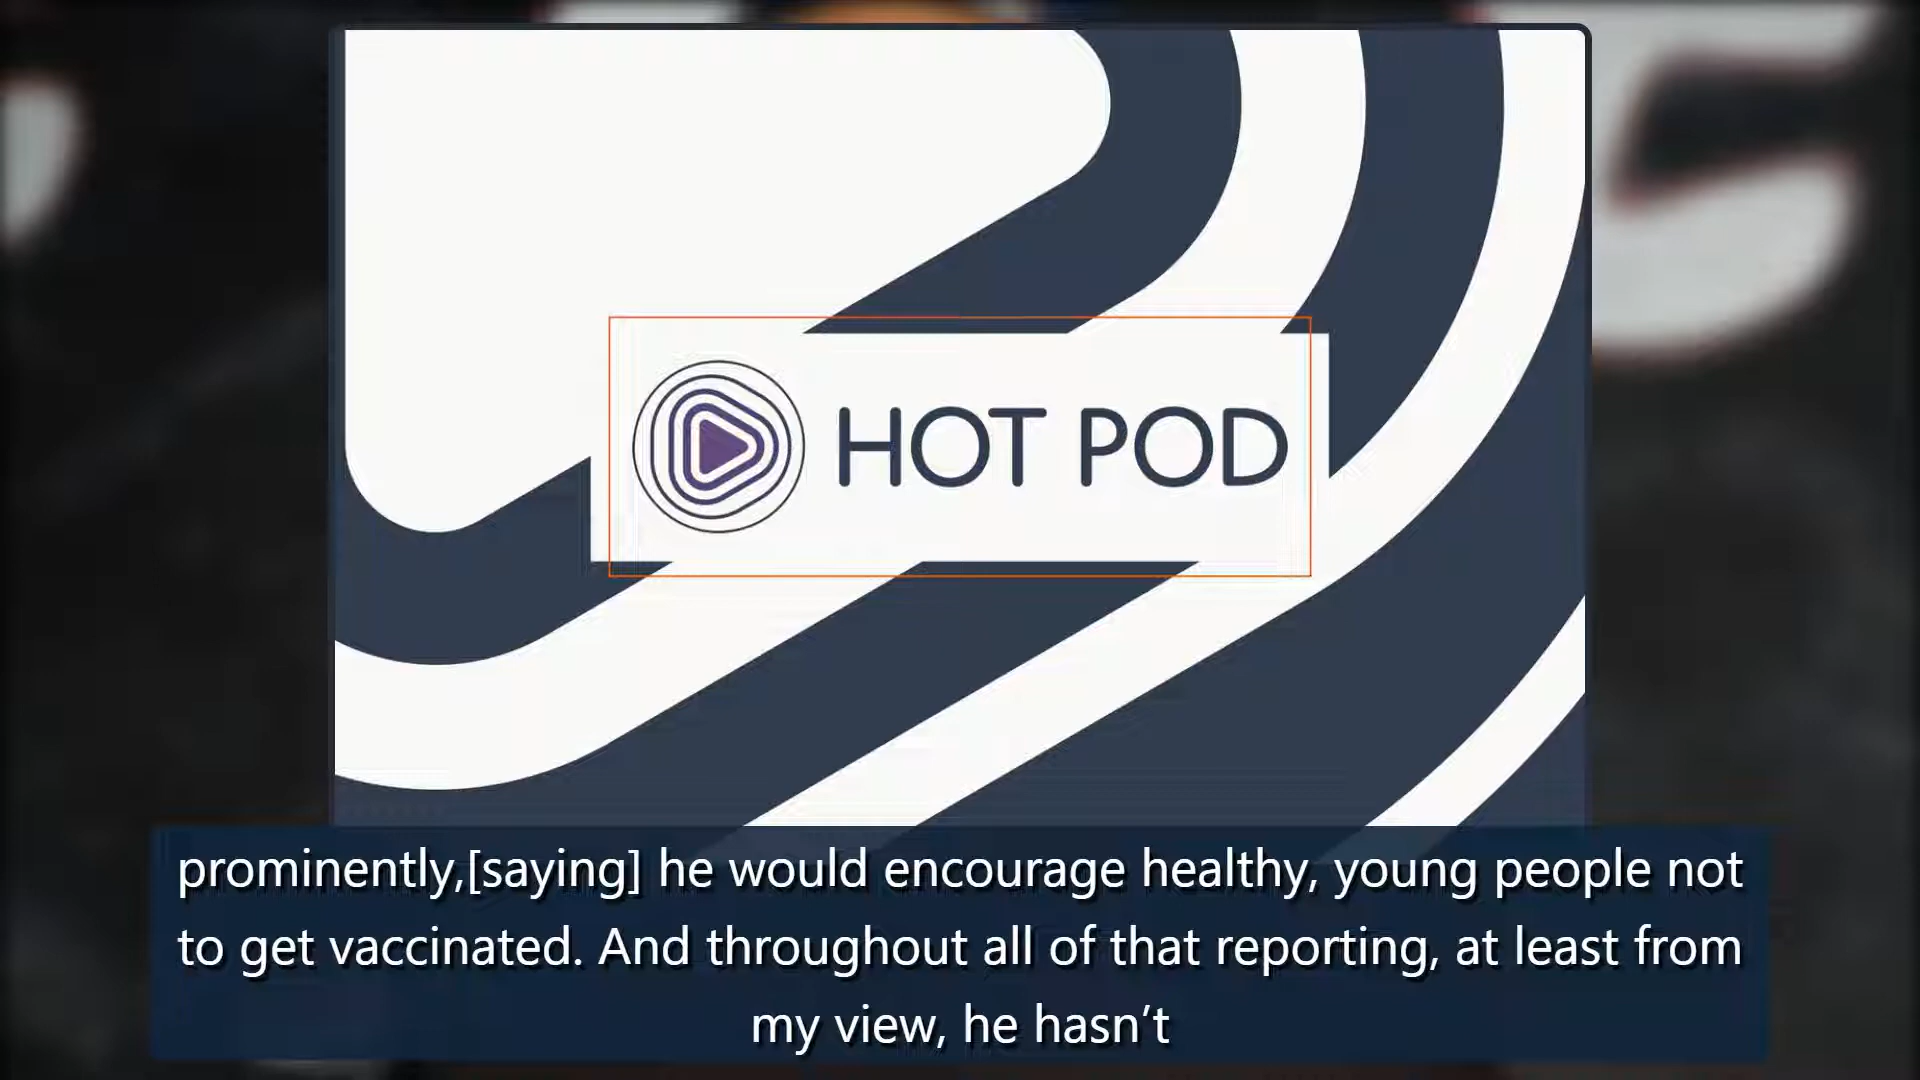 HOT POD
prominently,[saying] he would encourage healthy, young people not
to get vaccinated. And throughout all of that reporting, at least from
my view, he hasn’t